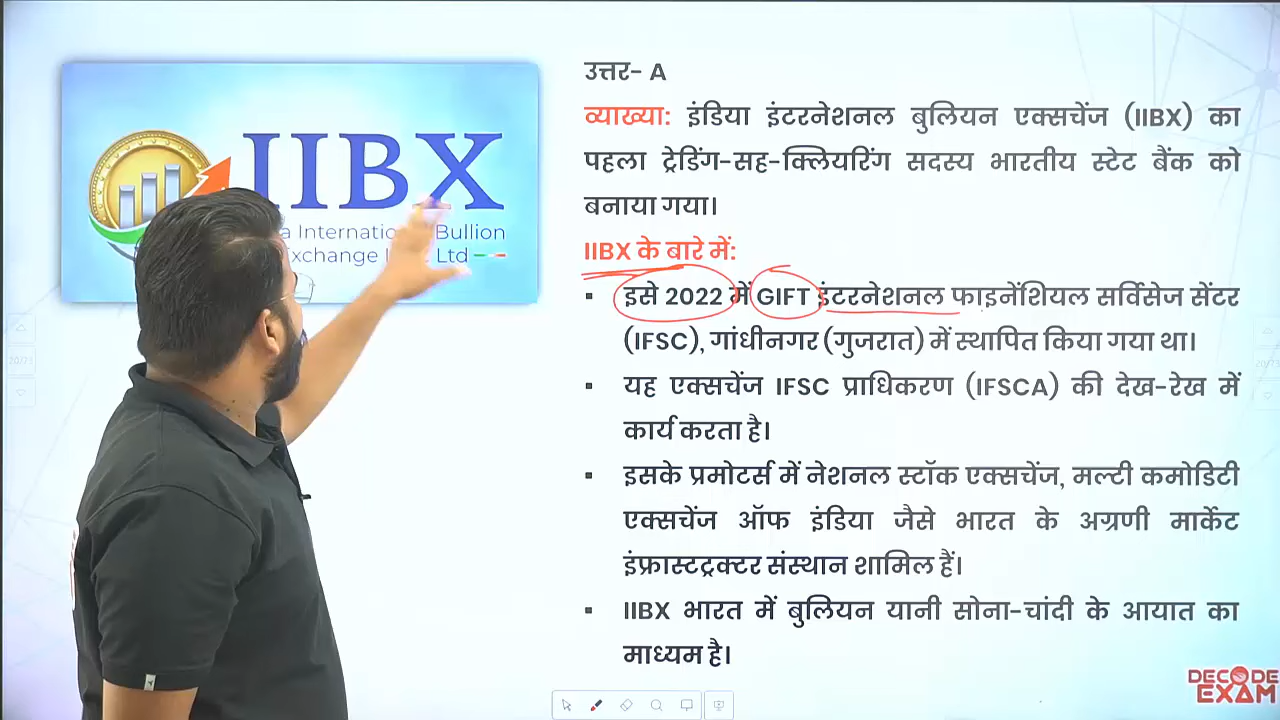 IIBX
a International Bullion
xchange I
Ltd
उत्तर- A
व्याख्या: इंडिया इंटरनेशनल बुलियन एक्सचेंज (IIBX) का
पहला ट्रेडिंग-सह-क्लियरिंग सदस्य भारतीय स्टेट बैंक को
बनाया गया।
IIBX के बारे में:
▪ इसे 2022 में GIFT इंटरनेशनल फाइनेंशियल सर्विसेज सेंटर
(IFSC), गांधीनगर (गुजरात) में स्थापित किया गया था।
▪ यह एक्सचेंज IFSC प्राधिकरण (IFSCA) की देख-रेख में
कार्य करता है।
▪ इसके प्रमोटर्स में नेशनल स्टॉक एक्सचेंज, मल्टी कमोडिटी
एक्सचेंज ऑफ इंडिया जैसे भारत के अग्रणी मार्केट
इंफ्रास्टट्रक्टर संस्थान शामिल हैं।
▪ IIBX भारत में बुलियन यानी सोना-चांदी के आयात का
माध्यम है।
DECODE
EXAM